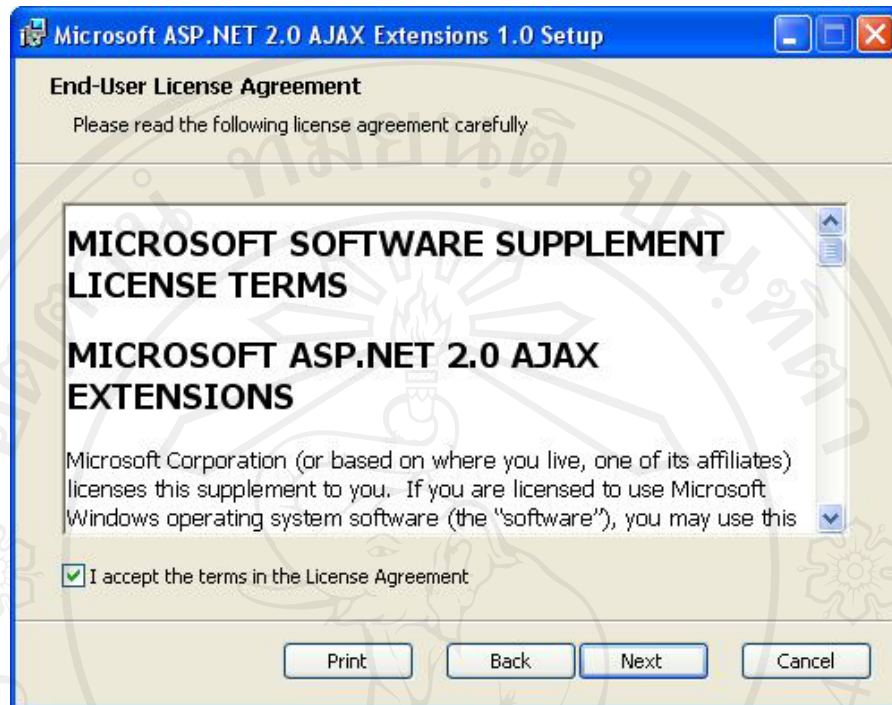 Microsoft ASP.NET 2.0 AJAX Extensions 1.0 Setup
End-User License Agreement
Please read the following license agreement carefully
MICROSOFT SOFTWARE SUPPLEMENT
LICENSE TERMS
MICROSOFT ASP.NET 2.0 AJAX
EXTENSIONS
Microsoft Corporation (or based on where you live, one of its affiliates)
licenses this supplement to you.  If you are licensed to use Microsoft
Windows operating system software (the "software"), you may use this
I accept the terms in the License Agreement
Print
Back
Next
Cancel